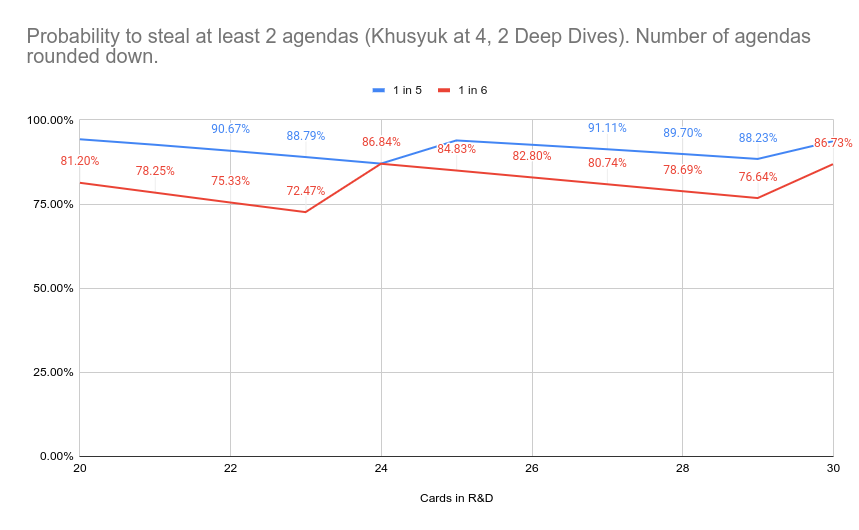 Probability to steal at least 2 agendas (Khusyuk at 4, 2 Deep Dives). Number of agendas
rounded down.
1 in 5 1 in 6
100.00%
90.67% 88.79% 91.11% 89.70% 88.23%
81.20% 78.25% 75.33% 72.47% 86.84% 84.83% 82.80% 80.74% 78.69% 76.64% 86.73%
75.00%
50.00%
25.00%
0.00%
20 22 24 26 28 30
Cards in R&D